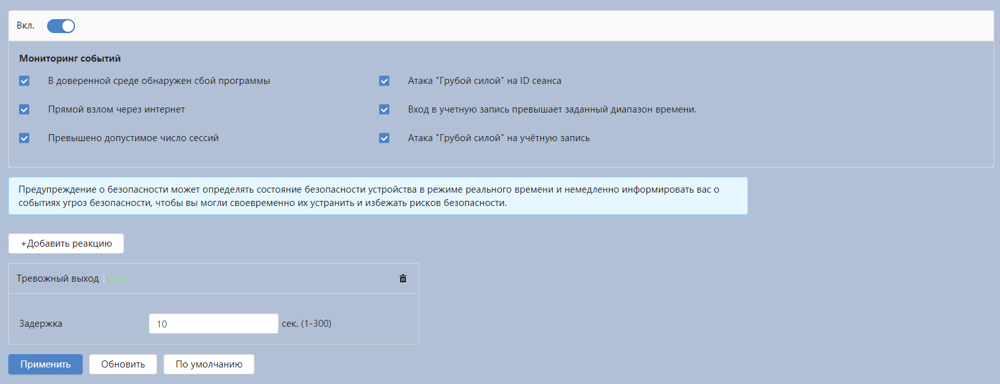 Вкл.
Мониторинг событий
В доверенной среде обнаружен сбой программы
Атака "Грубой силой" на ID сеанса
Прямой взлом через интернет
Вход в учетную запись превышает заданный диапазон времени.
Превышено допустимое число сессий
Атака "Грубой силой" на учётную запись
Предупреждение о безопасности может определять состояние безопасности устройства в режиме реального времени и немедленно информировать вас о
событиях угроз безопасности, чтобы вы могли своевременно их устранить и избежать рисков безопасности.
+Добавить реакцию
Тревожный выход | Вкл.
Задержка 10 сек. (1-300)
Применить Обновить По умолчанию